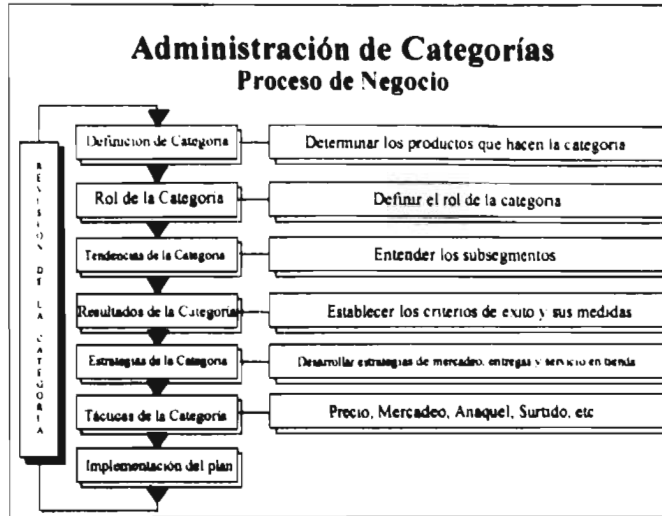 Administración de Categorías
Proceso de Negocio
Definición de Categoria
Determinar los productos que hacen la categoria
Rol de la Categoria
Definir el rol de la categoria
Tendencias de la Categoria
Entender los subsegmentos
Resultados de la Categoria
Establecer los criterios de exito y sus medidas
Estrategias de la Categoria
Desarrollar estrategias de mercadeo, entregas y servicio en tienda
Tácticas de la Categoria
Precio, Mercadeo, Anaquel, Surtido, etc
Implementación del plan
REVISION DE LA CATEGORIA